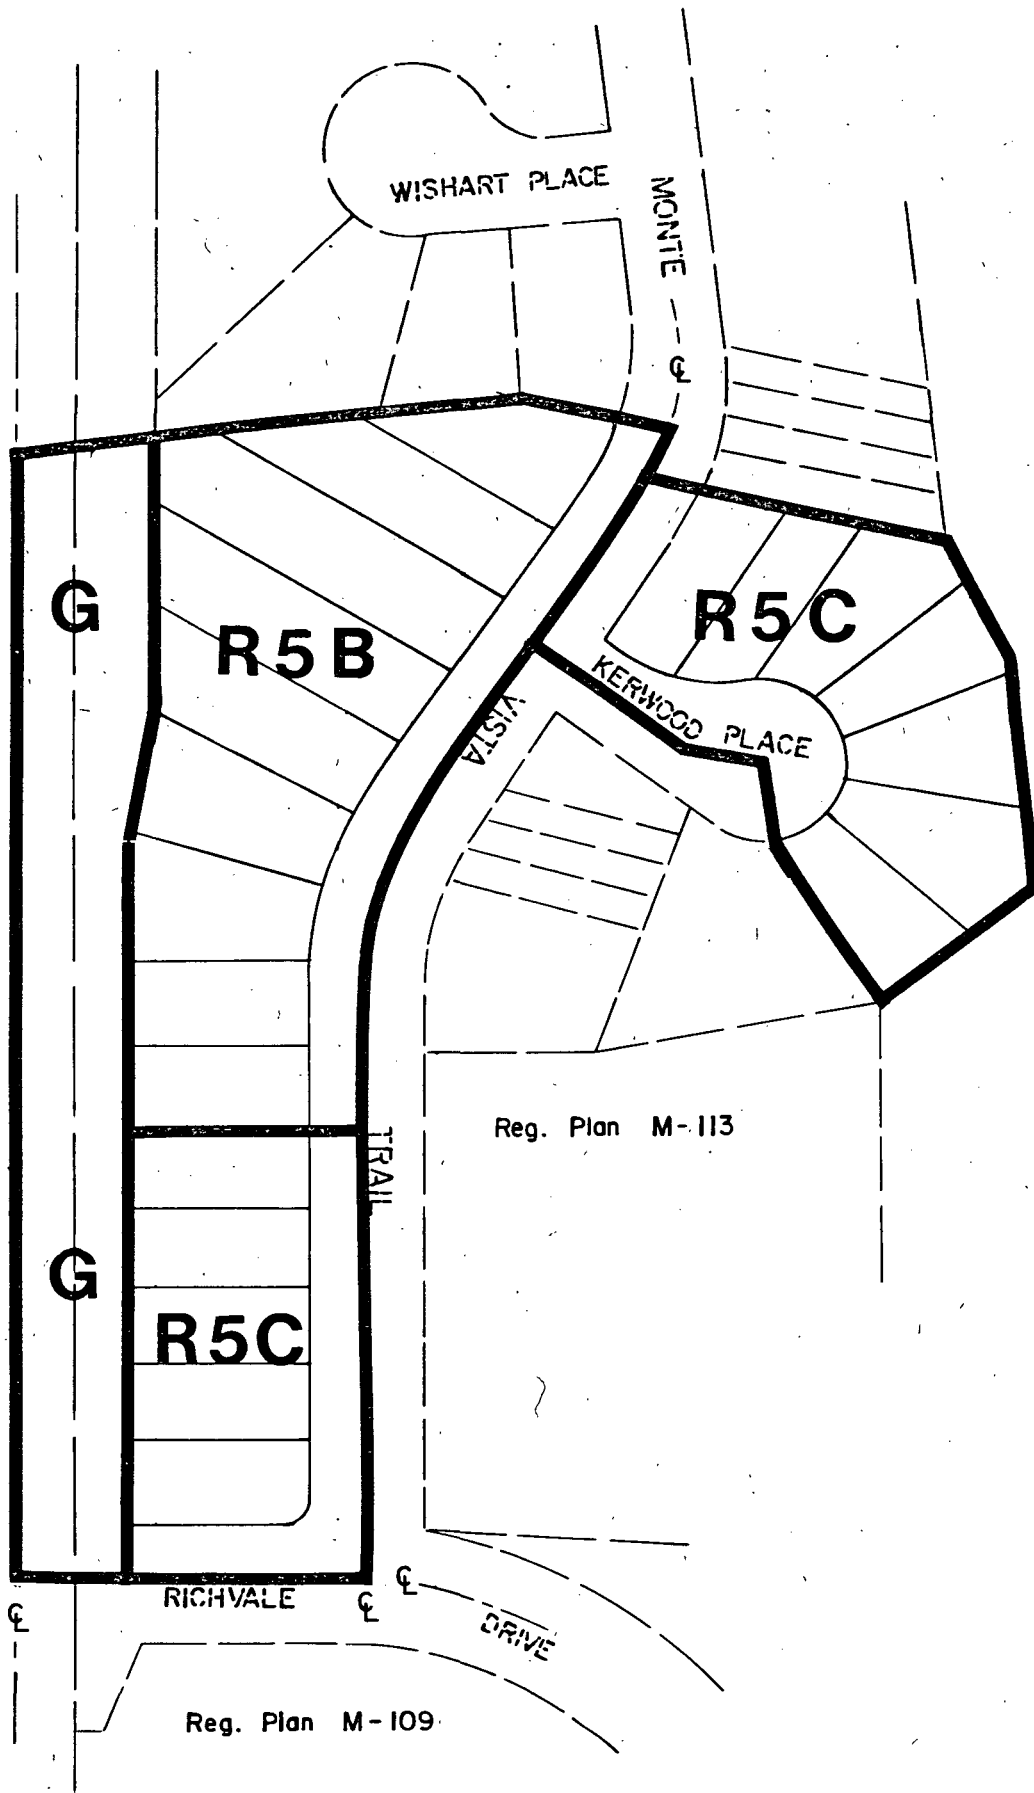 WISHART PLACE
MONTE
℄
G
R5B
R5C
KERWOOD PLACE
VISTA
Reg. Plan M-113
TRAIL
G
R5C
RICHVALE
℄
℄
℄
DRIVE
Reg. Plan M-109